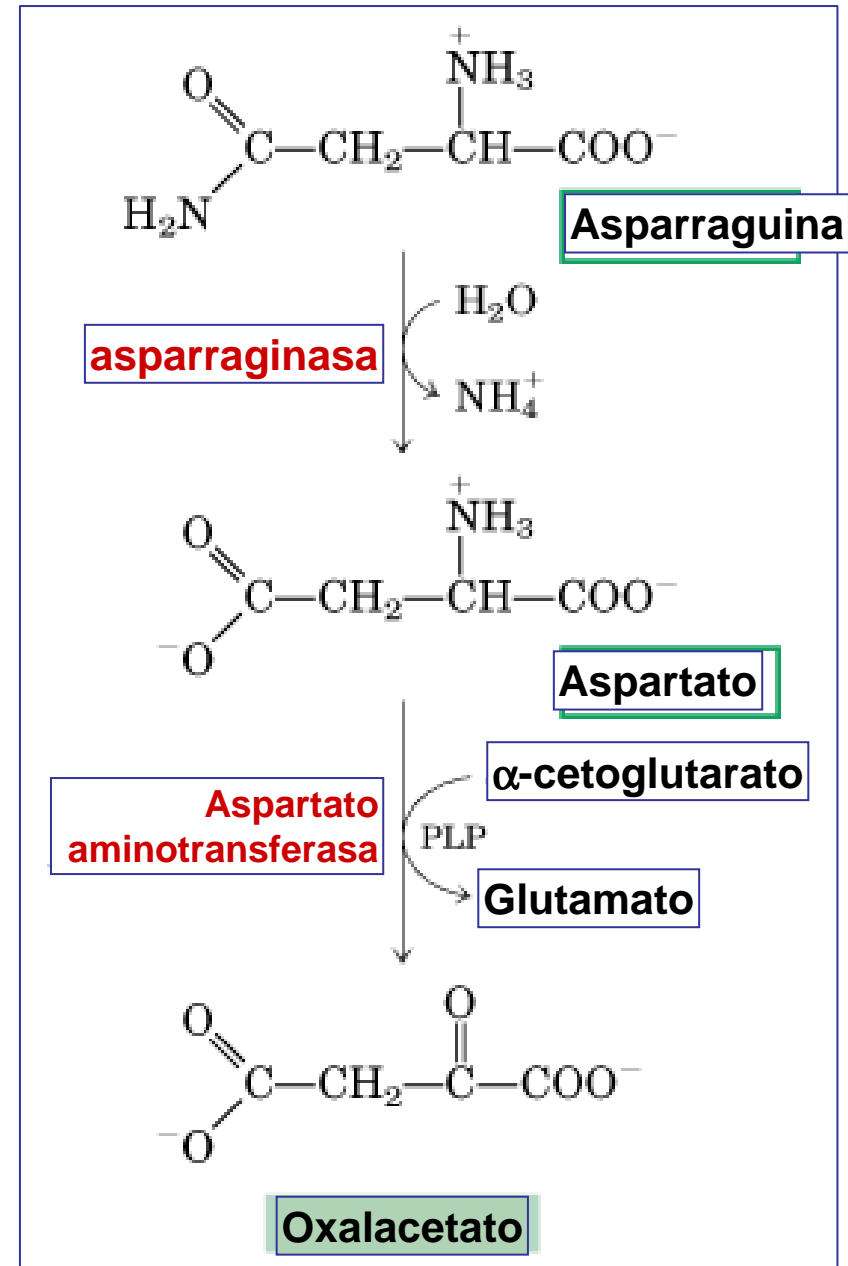 +
NH₃
O
C—CH₂—CH—COO⁻
H₂N
Asparraguina
H₂O
asparraginasa
NH₄⁺
+
NH₃
O
C—CH₂—CH—COO⁻
⁻O
Aspartato
α-cetoglutarato
Aspartato
aminotransferasa
PLP
Glutamato
O
O
C—CH₂—C—COO⁻
⁻O
Oxalacetato